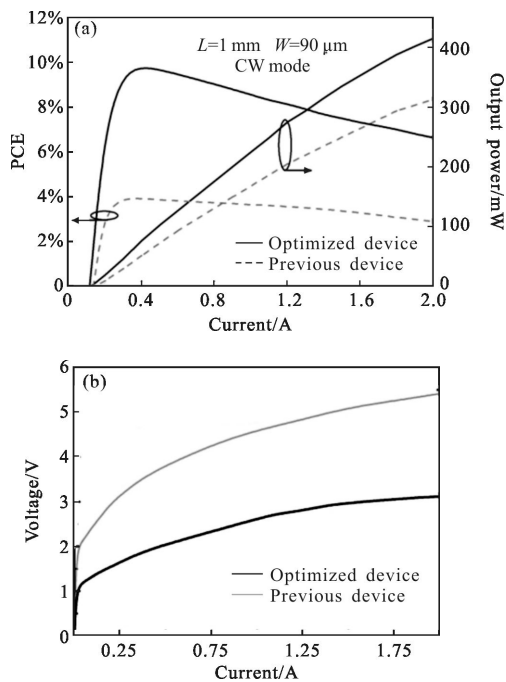 (a)
L=1 mm W=90 μm
CW mode
12%
10%
8%
6%
4%
2%
0
PCE
400
300
200
100
0
Output power/mW
Optimized device
Previous device
0 0.4 0.8 1.2 1.6 2.0
Current/A
(b)
6
5
4
3
2
1
0
Voltage/V
Optimized device
Previous device
0.25 0.75 1.25 1.75
Current/A